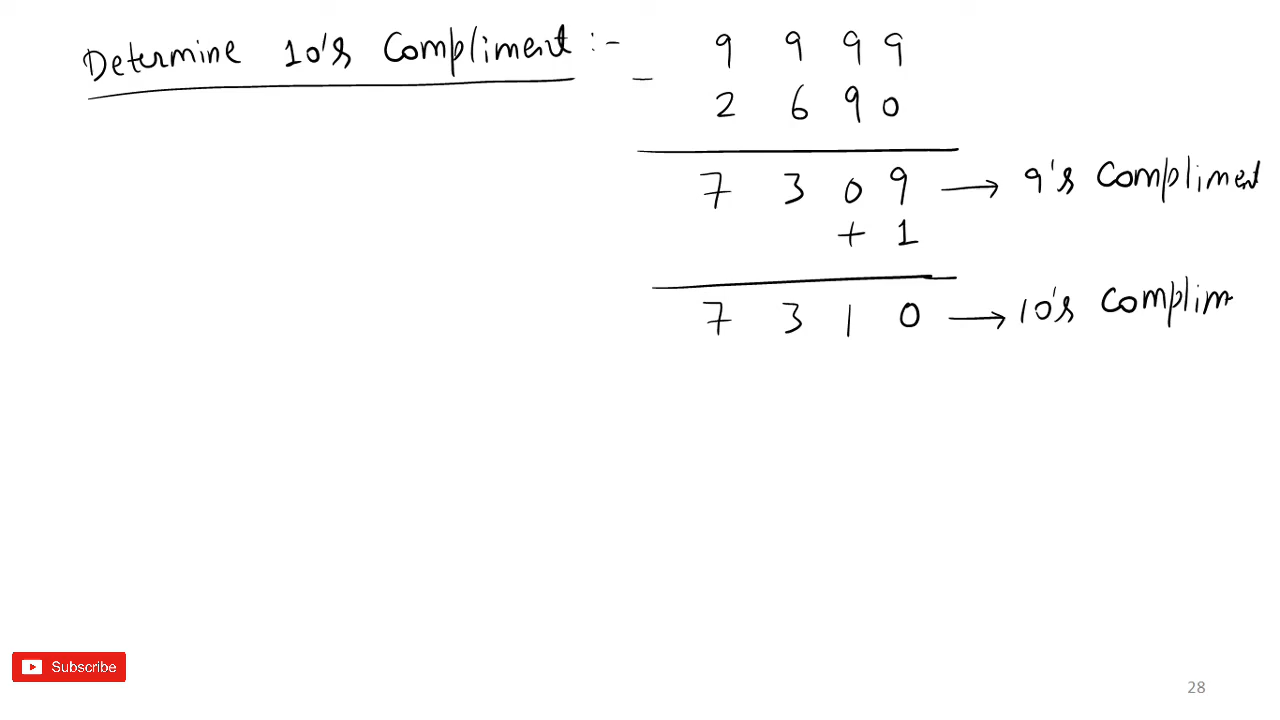 Determine 10's Compliment :-
9 9 9 9
- 2 6 9 0
7 3 0 9 → 9's Compliment
+ 1
7 3 1 0 → 10's Complim
Subscribe
28